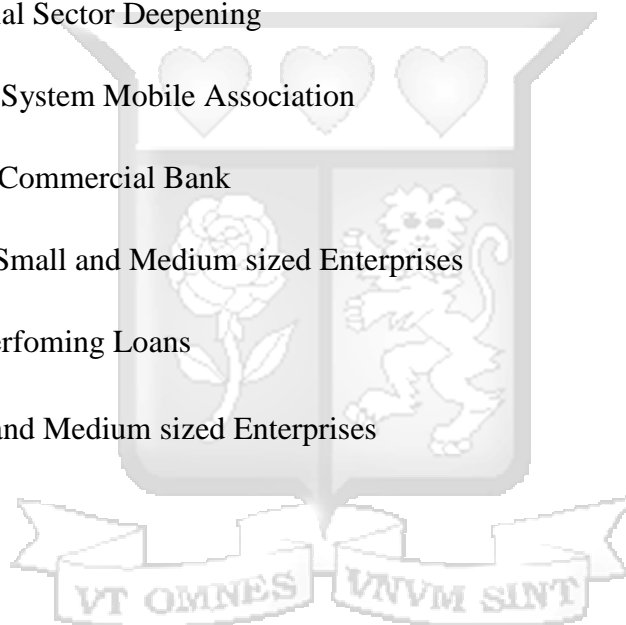 al Sector Deepening
System Mobile Association
Commercial Bank
Small and Medium sized Enterprises
erfoming Loans
and Medium sized Enterprises
VT OMNES VNVM SINT